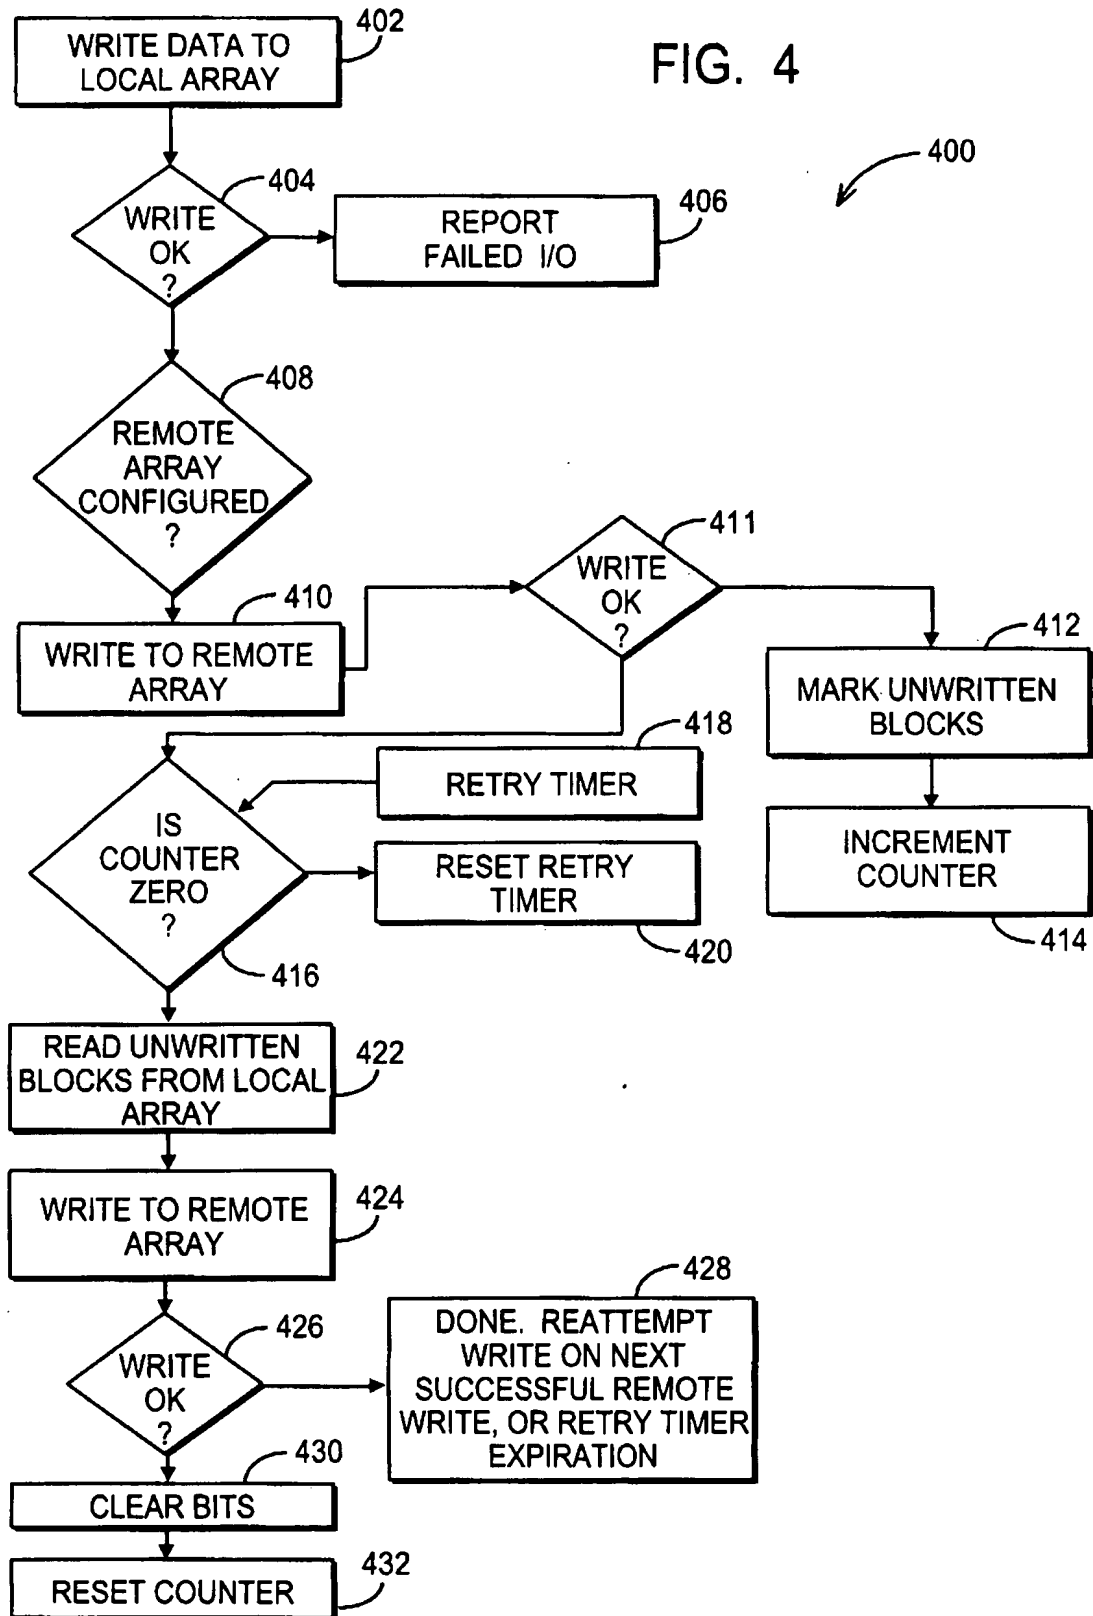 FIG. 4
400
WRITE DATA TO
LOCAL ARRAY
402
WRITE
OK
?
404
REPORT
FAILED I/O
406
REMOTE
ARRAY
CONFIGURED
?
408
WRITE TO REMOTE
ARRAY
410
WRITE
OK
?
411
MARK UNWRITTEN
BLOCKS
412
INCREMENT
COUNTER
414
IS
COUNTER
ZERO
?
416
RETRY TIMER
418
RESET RETRY
TIMER
420
READ UNWRITTEN
BLOCKS FROM LOCAL
ARRAY
422
WRITE TO REMOTE
ARRAY
424
WRITE
OK
?
426
DONE. REATTEMPT
WRITE ON NEXT
SUCCESSFUL REMOTE
WRITE, OR RETRY TIMER
EXPIRATION
428
CLEAR BITS
430
RESET COUNTER
432